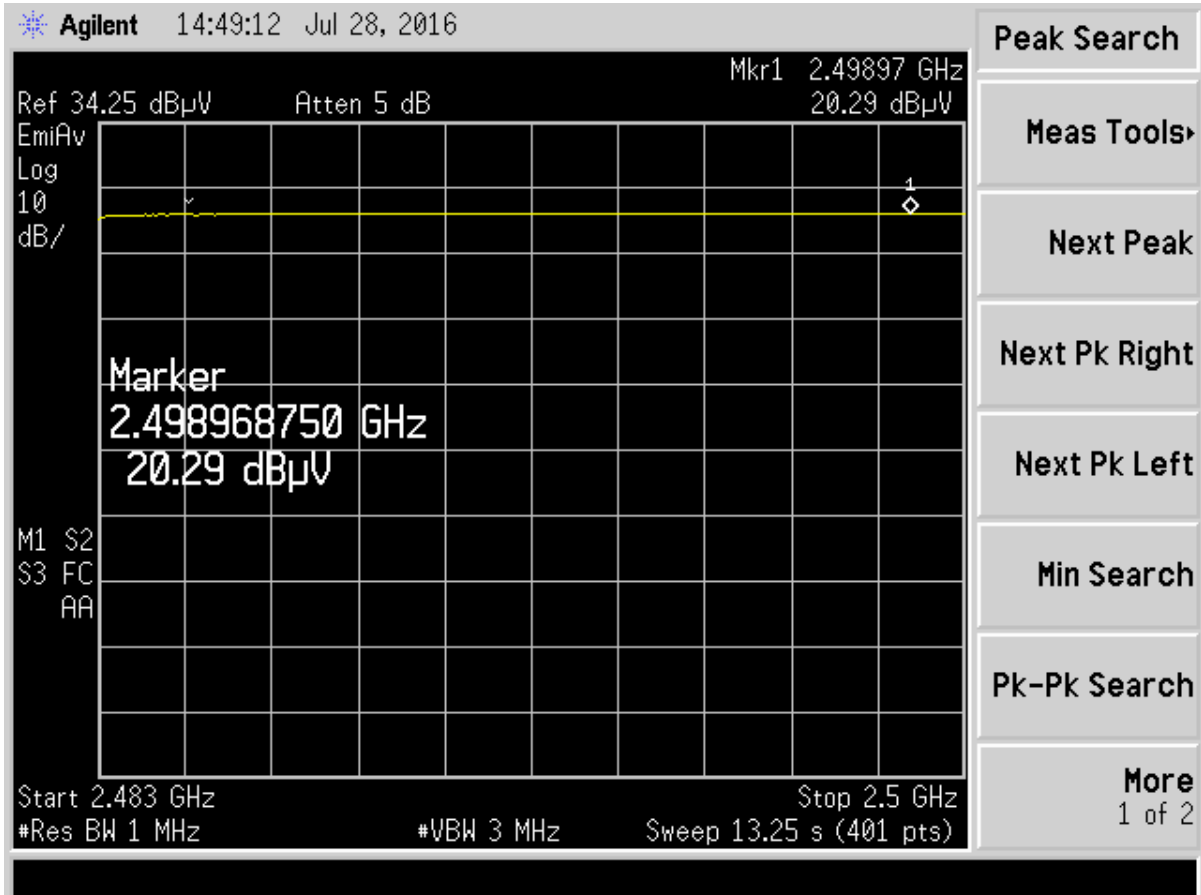 Agilent 14:49:12 Jul 28, 2016
Peak Search
Mkr1 2.49897 GHz
Ref 34.25 dBµV Atten 5 dB 20.29 dBµV
EmiAv
Log
10
dB/
1
Marker
2.498968750 GHz
20.29 dBµV
M1 S2
S3 FC
AA
Start 2.483 GHz Stop 2.5 GHz
#Res BW 1 MHz #VBW 3 MHz Sweep 13.25 s (401 pts)
Meas Tools
Next Peak
Next Pk Right
Next Pk Left
Min Search
Pk-Pk Search
More
1 of 2